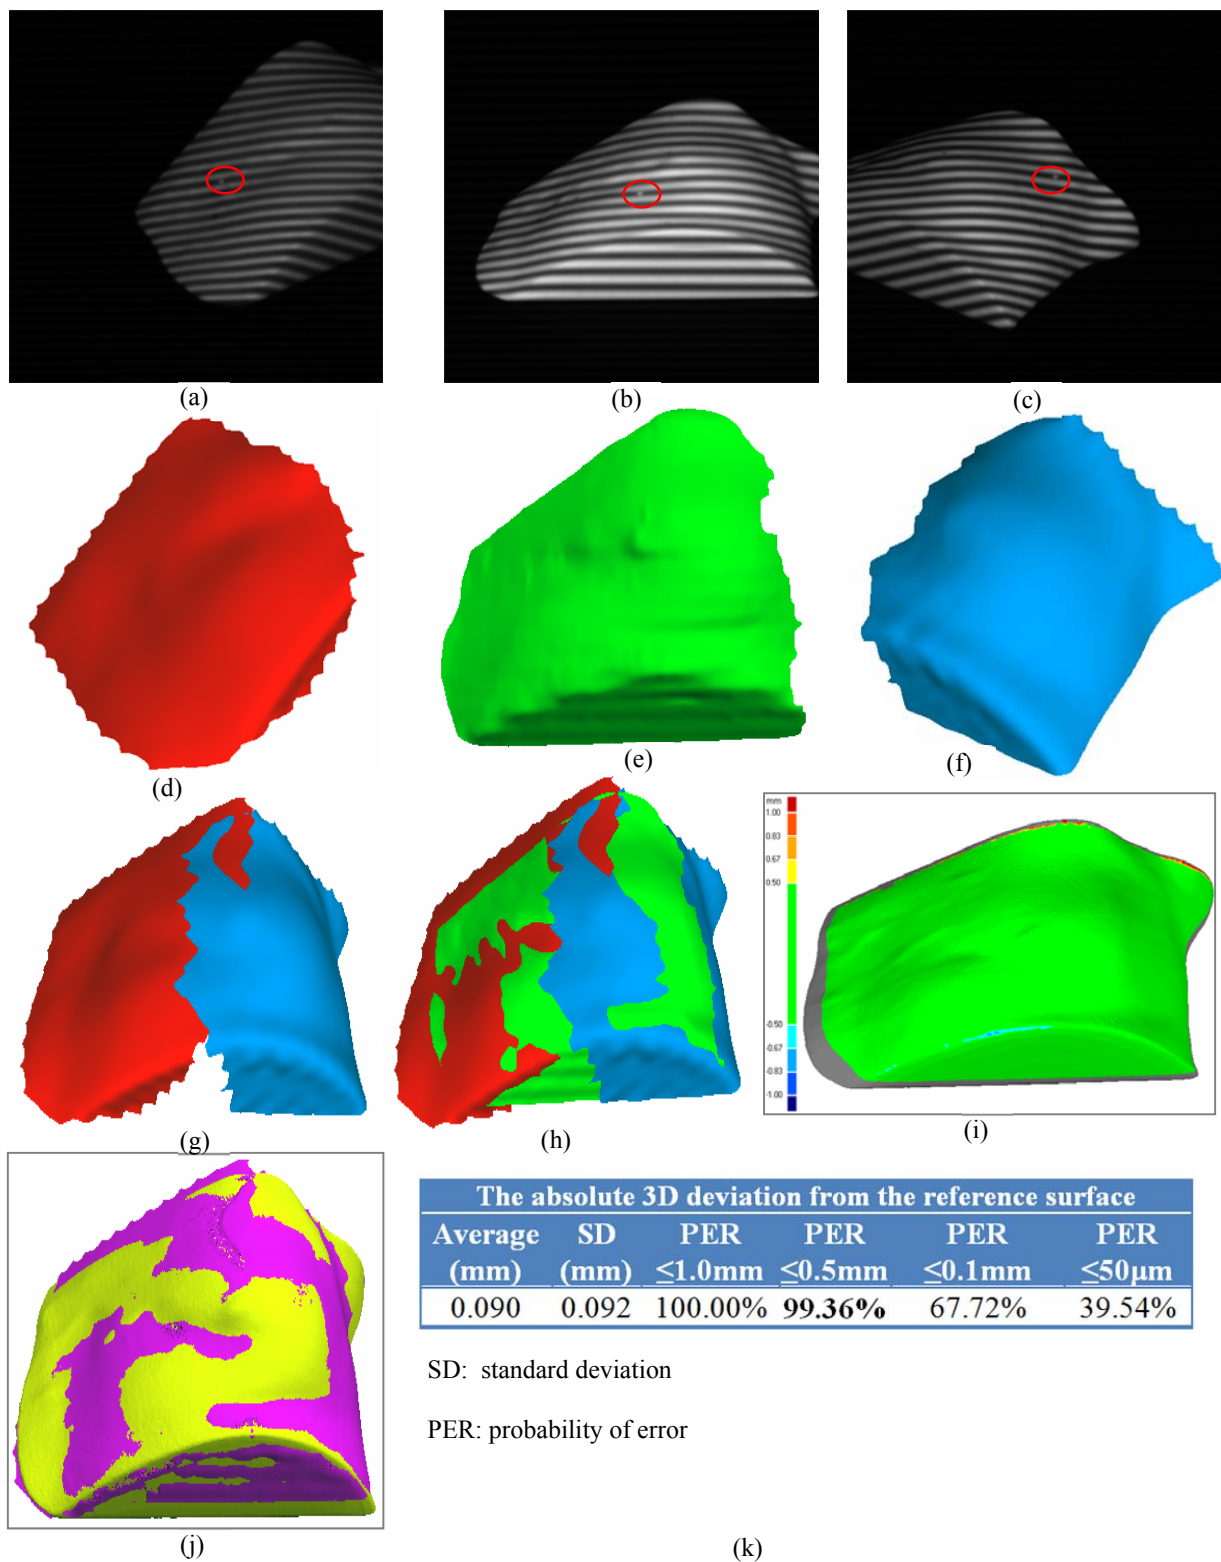 (a)
(b)
(c)
(d)
(e)
(f)
(g)
(h)
mm
1.00
0.83
0.67
0.50
-0.50
-0.67
-0.83
-1.00
(i)
(j)
The absolute 3D deviation from the reference surface
Average SD PER PER PER PER
(mm) (mm) ≤1.0mm ≤0.5mm ≤0.1mm ≤50μm
0.090 0.092 100.00% 99.36% 67.72% 39.54%
SD: standard deviation
PER: probability of error
(k)